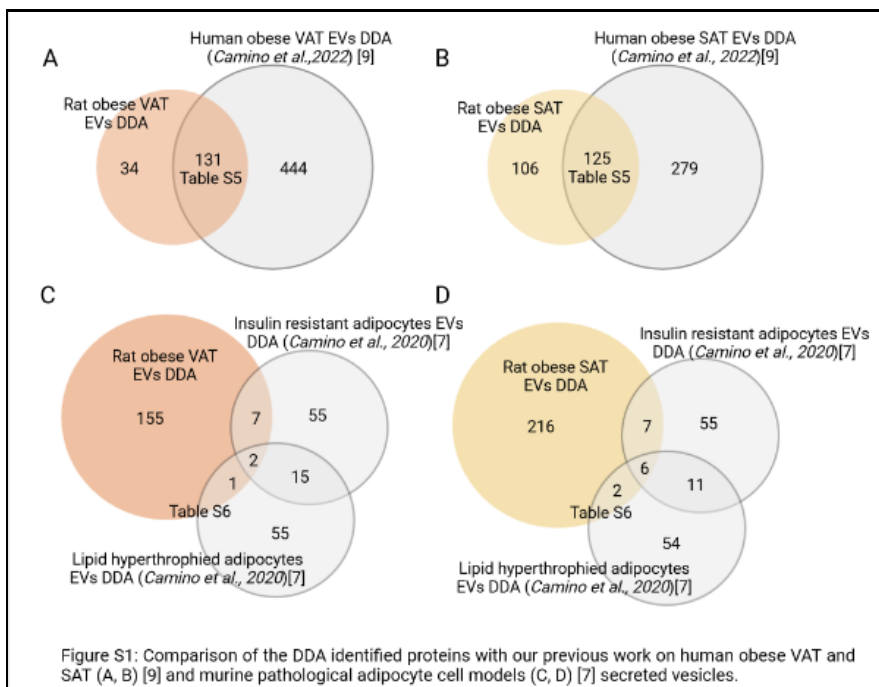 A
Human obese VAT EVs DDA
(Camino et al.,2022) [9]
Rat obese VAT
EVs DDA
34
131
Table S5
444
B
Human obese SAT EVs DDA
(Camino et al.,2022)[9]
Rat obese SAT
EVs DDA
106
125
Table S5
279
C
Insulin resistant adipocytes EVs
DDA (Camino et al., 2020)[7]
Rat obese VAT
EVs DDA
155
7
55
2
1
15
Table S6
55
Lipid hyperthrophied adipocytes
EVs DDA (Camino et al., 2020)[7]
D
Insulin resistant adipocytes EVs
DDA (Camino et al., 2020)[7]
Rat obese SAT
EVs DDA
216
7
55
6
2
11
Table S6
54
Lipid hyperthrophied adipocytes
EVs DDA (Camino et al., 2020)[7]
Figure S1: Comparison of the DDA identified proteins with our previous work on human obese VAT and
SAT (A, B) [9] and murine pathological adipocyte cell models (C, D) [7] secreted vesicles.